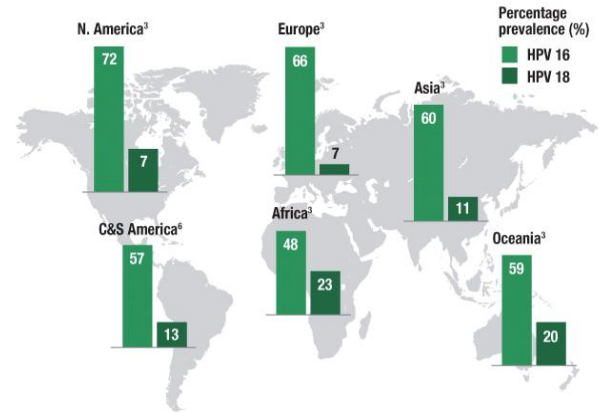 Percentage
prevalence (%)
HPV 16
HPV 18
N. America³
72
7
Europe³
66
7
Asia³
60
11
C&S America⁶
57
13
Africa³
48
23
Oceania³
59
20